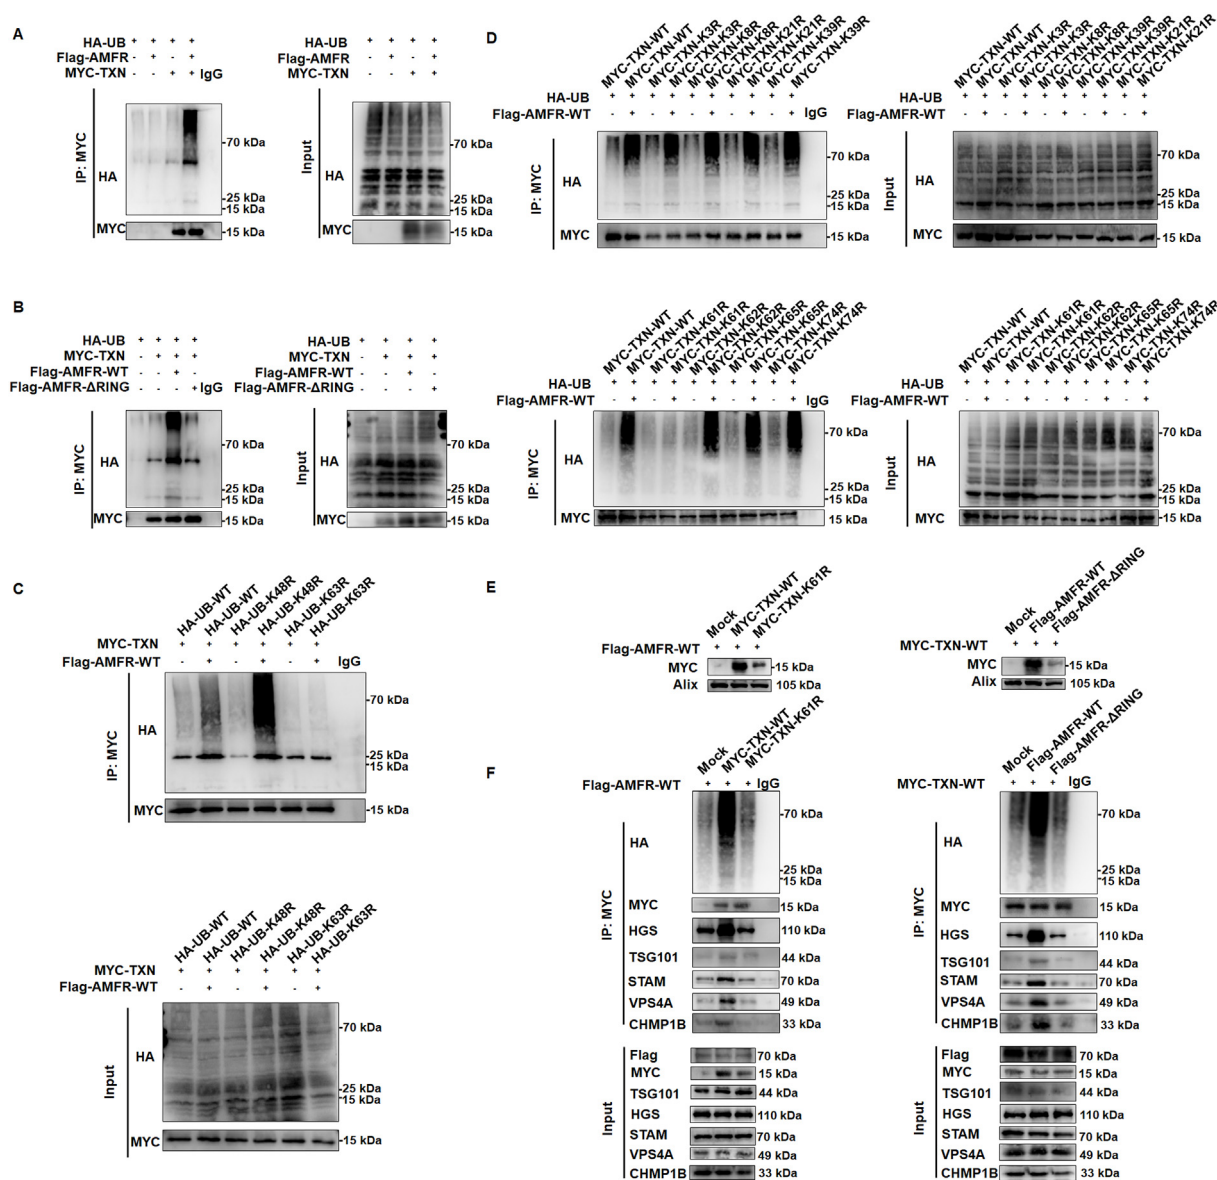 A
HA-UB + + + +
Flag-AMFR - + - +
MYC-TXN - - + + IgG
IP: MYC
HA
70 kDa
25 kDa
15 kDa
MYC
15 kDa
HA-UB + + + +
Flag-AMFR - + - +
MYC-TXN - - + +
Input
HA
70 kDa
25 kDa
15 kDa
MYC
15 kDa
B
HA-UB + + + +
MYC-TXN - + + +
Flag-AMFR-WT - - + -
Flag-AMFR-ΔRING - - - + IgG
IP: MYC
HA
70 kDa
25 kDa
15 kDa
MYC
15 kDa
HA-UB + + + +
MYC-TXN - + + +
Flag-AMFR-WT - - + -
Flag-AMFR-ΔRING - - - +
Input
HA
70 kDa
25 kDa
15 kDa
MYC
15 kDa
C
HA-UB-WT HA-UB-WT HA-UB-K48R HA-UB-K48R HA-UB-K63R HA-UB-K63R
MYC-TXN + + + + + +
Flag-AMFR-WT - + - + - + IgG
IP: MYC
HA
70 kDa
25 kDa
15 kDa
MYC
15 kDa
HA-UB-WT HA-UB-WT HA-UB-K48R HA-UB-K48R HA-UB-K63R HA-UB-K63R
MYC-TXN + + + + + +
Flag-AMFR-WT - + - + - +
Input
HA
70 kDa
25 kDa
15 kDa
MYC
15 kDa
D
MYC-TXN-WT MYC-TXN-WT MYC-TXN-K3R MYC-TXN-K3R MYC-TXN-K8R MYC-TXN-K8R MYC-TXN-K21R MYC-TXN-K21R MYC-TXN-K39R MYC-TXN-K39R
HA-UB + + + + + + + + + +
Flag-AMFR-WT - + - + - + - + - + IgG
IP: MYC
HA
70 kDa
25 kDa
15 kDa
MYC
15 kDa
MYC-TXN-WT MYC-TXN-WT MYC-TXN-K3R MYC-TXN-K3R MYC-TXN-K8R MYC-TXN-K8R MYC-TXN-K39R MYC-TXN-K39R MYC-TXN-K21R MYC-TXN-K21R
HA-UB + + + + + + + + + +
Flag-AMFR-WT - + - + - + - + - +
Input
HA
70 kDa
25 kDa
15 kDa
MYC
15 kDa
MYC-TXN-WT MYC-TXN-WT MYC-TXN-K61R MYC-TXN-K61R MYC-TXN-K62R MYC-TXN-K62R MYC-TXN-K65R MYC-TXN-K65R MYC-TXN-K74R MYC-TXN-K74R
HA-UB + + + + + + + + + +
Flag-AMFR-WT - + - + - + - + - + IgG
IP: MYC
HA
70 kDa
25 kDa
15 kDa
MYC
15 kDa
MYC-TXN-WT MYC-TXN-WT MYC-TXN-K61R MYC-TXN-K61R MYC-TXN-K62R MYC-TXN-K62R MYC-TXN-K65R MYC-TXN-K65R MYC-TXN-K74R MYC-TXN-K74R
HA-UB + + + + + + + + + +
Flag-AMFR-WT - + - + - + - + - +
Input
HA
70 kDa
25 kDa
15 kDa
MYC
15 kDa
E
Mock MYC-TXN-WT MYC-TXN-K61R
Flag-AMFR-WT + + +
MYC
15 kDa
Alix
105 kDa
Mock Flag-AMFR-WT Flag-AMFR-ΔRING
MYC-TXN-WT + + +
MYC
15 kDa
Alix
105 kDa
F
Mock MYC-TXN-WT MYC-TXN-K61R
Flag-AMFR-WT + + + IgG
IP: MYC
HA
70 kDa
25 kDa
15 kDa
MYC 15 kDa
HGS 110 kDa
TSG101 44 kDa
STAM 70 kDa
VPS4A 49 kDa
CHMP1B 33 kDa
Input
Flag 70 kDa
MYC 15 kDa
TSG101 44 kDa
HGS 110 kDa
STAM 70 kDa
VPS4A 49 kDa
CHMP1B 33 kDa
Mock Flag-AMFR-WT Flag-AMFR-ΔRING
MYC-TXN-WT + + + IgG
IP: MYC
HA
70 kDa
25 kDa
15 kDa
MYC 15 kDa
HGS 110 kDa
TSG101 44 kDa
STAM 70 kDa
VPS4A 49 kDa
CHMP1B 33 kDa
Input
Flag 70 kDa
MYC 15 kDa
TSG101 44 kDa
HGS 110 kDa
STAM 70 kDa
VPS4A 49 kDa
CHMP1B 33 kDa